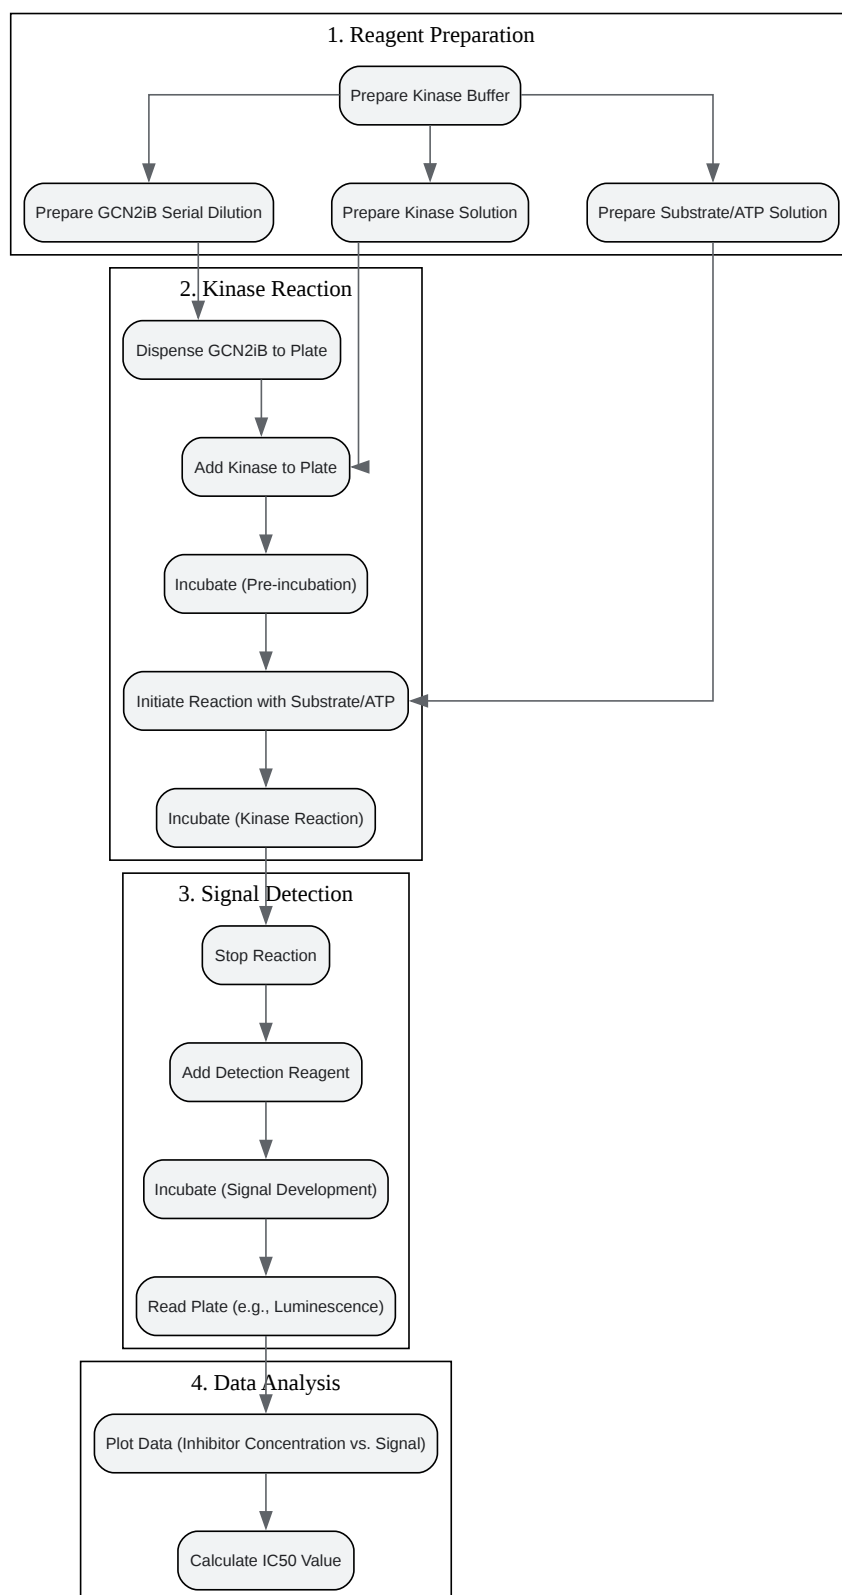 1. Reagent Preparation
Prepare Kinase Buffer
Prepare GCN2iB Serial Dilution
Prepare Kinase Solution
Prepare Substrate/ATP Solution
2. Kinase Reaction
Dispense GCN2iB to Plate
Add Kinase to Plate
Incubate (Pre-incubation)
Initiate Reaction with Substrate/ATP
Incubate (Kinase Reaction)
3. Signal Detection
Stop Reaction
Add Detection Reagent
Incubate (Signal Development)
Read Plate (e.g., Luminescence)
4. Data Analysis
Plot Data (Inhibitor Concentration vs. Signal)
Calculate IC50 Value